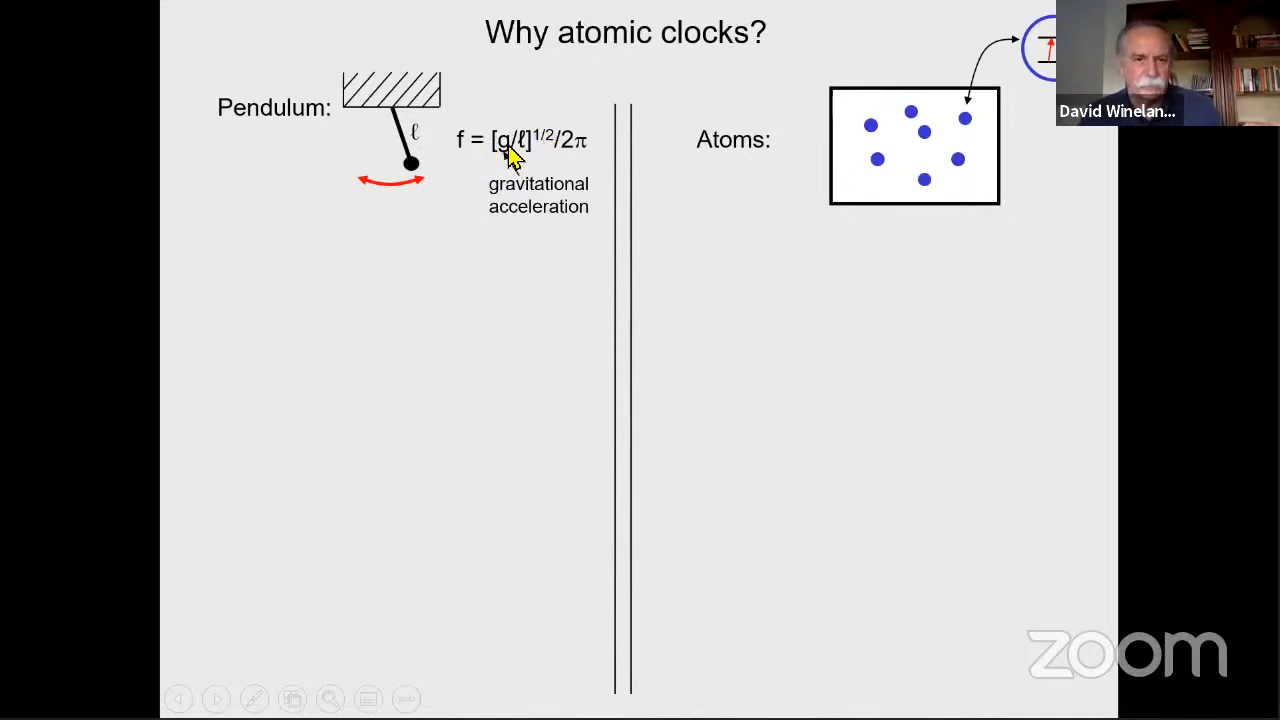 Why atomic clocks?
Pendulum:
ℓ
f = [g/ℓ]^1/2/2π
gravitational
acceleration
Atoms:
David Winelan...
zoom